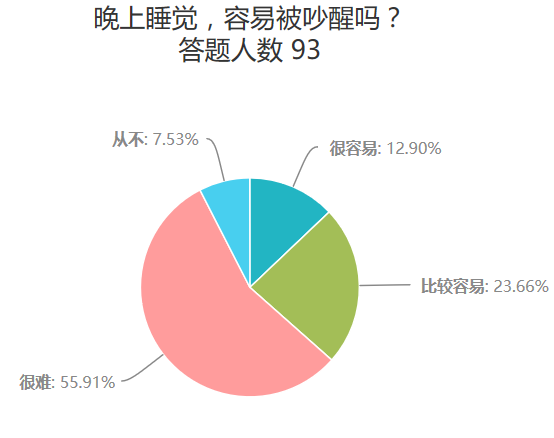 晚上睡觉，容易被吵醒吗？
答题人数 93
从不: 7.53%
很容易: 12.90%
比较容易: 23.66%
很难: 55.91%